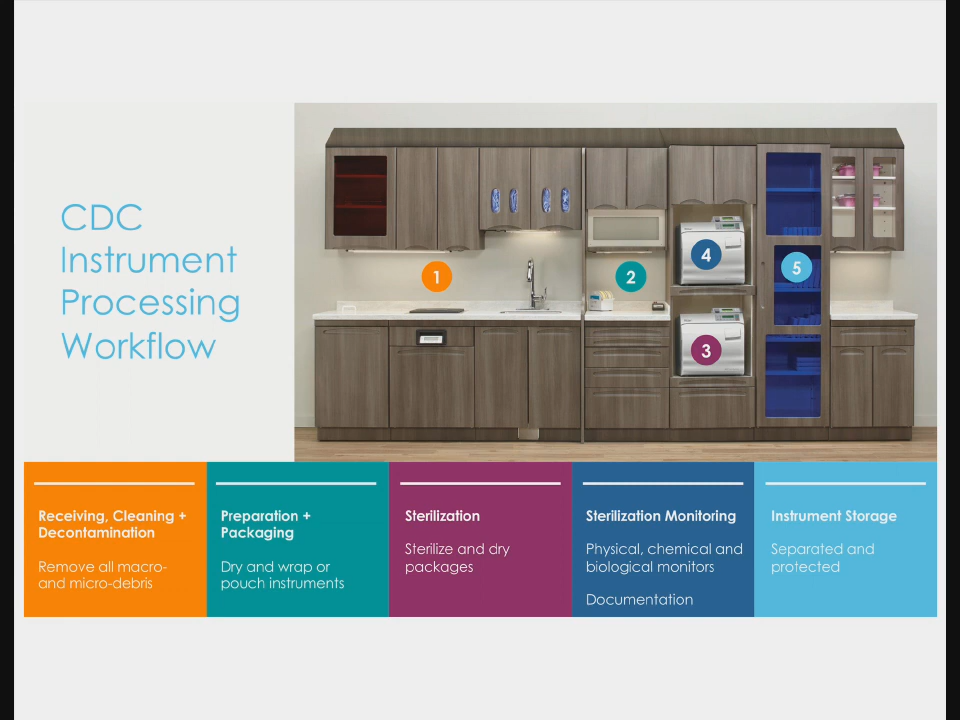 CDC
Instrument
Processing
Workflow
1
2
4
3
5
Receiving, Cleaning +
Decontamination
Remove all macro-
and micro-debris
Preparation +
Packaging
Dry and wrap or
pouch instruments
Sterilization
Sterilize and dry
packages
Sterilization Monitoring
Physical, chemical and
biological monitors
Documentation
Instrument Storage
Separated and
protected